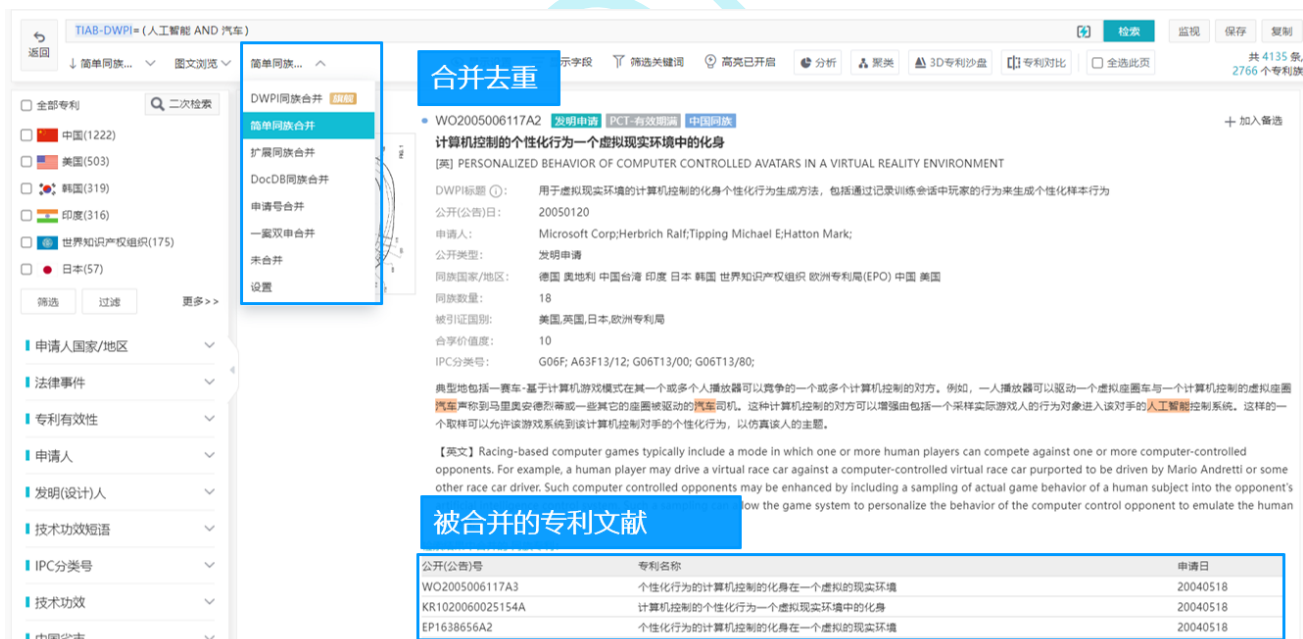 返回
TIAB-DWPI=(人工智能 AND 汽车)
检索
监视
保存
复制
↓简单同族...
图文浏览
简单同族...
合并去重
示字段
筛选关键词
高亮已开启
分析
聚类
3D专利沙盘
专利对比
全选此页
共 4135 条,
2766 个专利族
DWPI同族合并 旗舰
简单同族合并
扩展同族合并
DocDB同族合并
申请号合并
一案双申合并
未合并
设置
全部专利
二次检索
中国(1222)
美国(503)
韩国(319)
印度(316)
世界知识产权组织(175)
日本(57)
筛选
过滤
更多>>
申请人国家/地区
法律事件
专利有效性
申请人
发明(设计)人
技术功效短语
IPC分类号
技术功效
中国省市
FIG. 1
WO2005006117A2 发明申请 PCT-有效期满 中国同族
+ 加入备选
计算机控制的个性化行为一个虚拟现实环境中的化身
[英] PERSONALIZED BEHAVIOR OF COMPUTER CONTROLLED AVATARS IN A VIRTUAL REALITY ENVIRONMENT
DWPI标题 : 用于虚拟现实环境的计算机控制的化身个性化行为生成方法，包括通过记录训练会话中玩家的行为来生成个性化样本行为
公开(公告)日: 20050120
申请人: Microsoft Corp;Herbrich Ralf;Tipping Michael E;Hatton Mark;
公开类型: 发明申请
同族国家/地区: 德国 奥地利 中国台湾 印度 日本 韩国 世界知识产权组织 欧洲专利局(EPO) 中国 美国
同族数量: 18
被引证国别: 美国,英国,日本,欧洲专利局
合享价值度: 10
IPC分类号: G06F; A63F13/12; G06T13/00; G06T13/80;
典型地包括一赛车-基于计算机游戏模式在其一个或多个人播放器可以竞争的一个或多个计算机控制的对方。例如，一人播放器可以驱动一个虚拟座圈车与一个计算机控制的虚拟座圈
汽车声称到马里奥安德烈蒂或一些其它的座圈被驱动的汽车司机。这种计算机控制的对方可以增强由包括一个采样实际游戏人的行为对象进入该对手的人工智能控制系统。这样的一
个取样可以允许该游戏系统到该计算机控制对手的个性化行为，以仿真该人的主题。
【英文】Racing-based computer games typically include a mode in which one or more human players can compete against one or more computer-controlled
opponents. For example, a human player may drive a virtual race car against a computer-controlled virtual race car purported to be driven by Mario Andretti or some
other race car driver. Such computer controlled opponents may be enhanced by including a sampling of actual game behavior of a human subject into the opponent's
low the game system to personalize the behavior of the computer control opponent to emulate the human
被合并的专利文献
公开(公告)号 专利名称 申请日
WO2005006117A3 个性化行为的计算机控制的化身在一个虚拟的现实环境 20040518
KR1020060025154A 计算机控制的个性化行为一个虚拟现实环境中的化身 20040518
EP1638656A2 个性化行为的计算机控制的化身在一个虚拟的现实环境 20040518